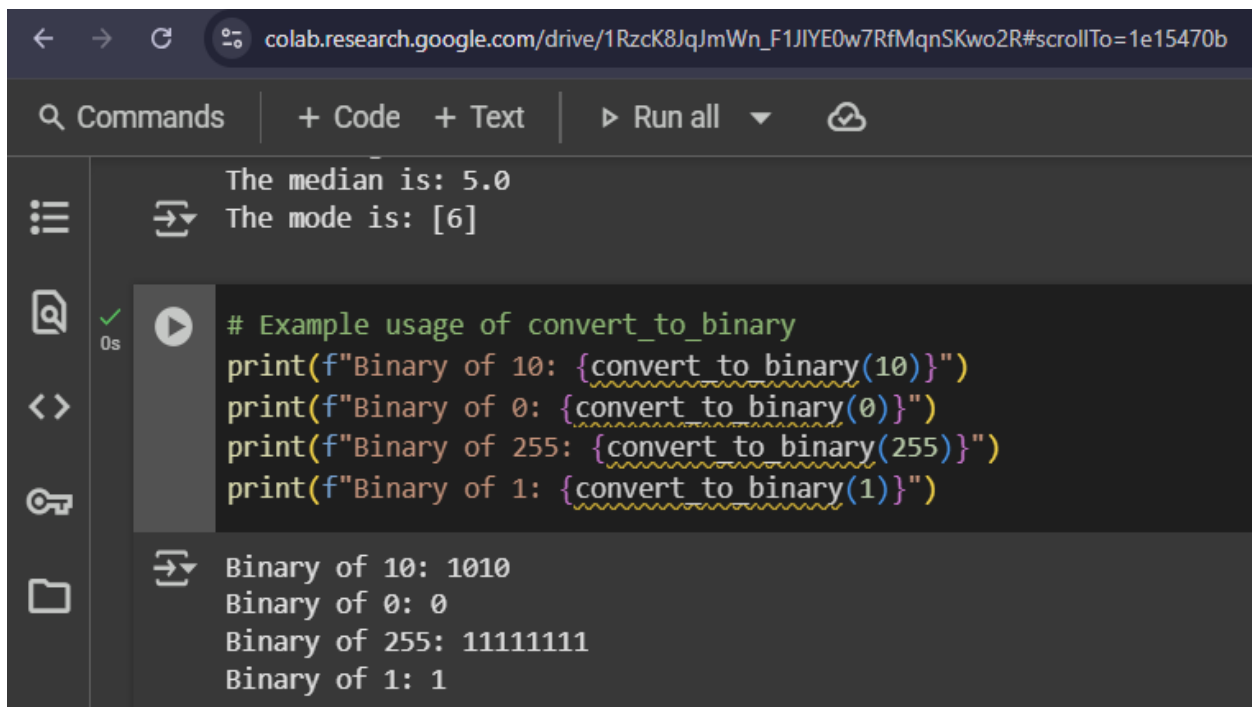 colab.research.google.com/drive/1RzcK8JqJmWn_F1JIYE0w7RfMqnSKwo2R#scrollTo=1e15470b
Commands + Code + Text Run all
The median is: 5.0
The mode is: [6]
0s
# Example usage of convert_to_binary
print(f"Binary of 10: {convert_to_binary(10)}")
print(f"Binary of 0: {convert_to_binary(0)}")
print(f"Binary of 255: {convert_to_binary(255)}")
print(f"Binary of 1: {convert_to_binary(1)}")
Binary of 10: 1010
Binary of 0: 0
Binary of 255: 11111111
Binary of 1: 1